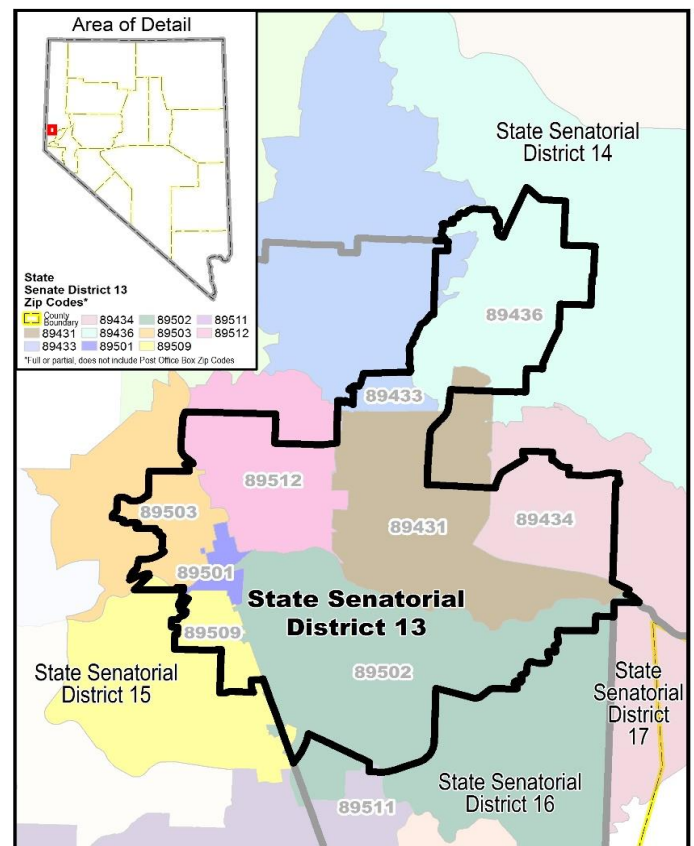 Area of Detail
State
Senate District 13
Zip Codes*
County
Boundary
89434
89502
89511
89431
89436
89503
89512
89433
89501
89509
*Full or partial, does not include Post Office Box Zip Codes
State Senatorial
District 14
89436
89433
89512
89503
89431
89434
89501
State Senatorial
District 13
89509
89502
State Senatorial
District 15
State
Senatorial
District
17
State Senatorial
District 16
89511